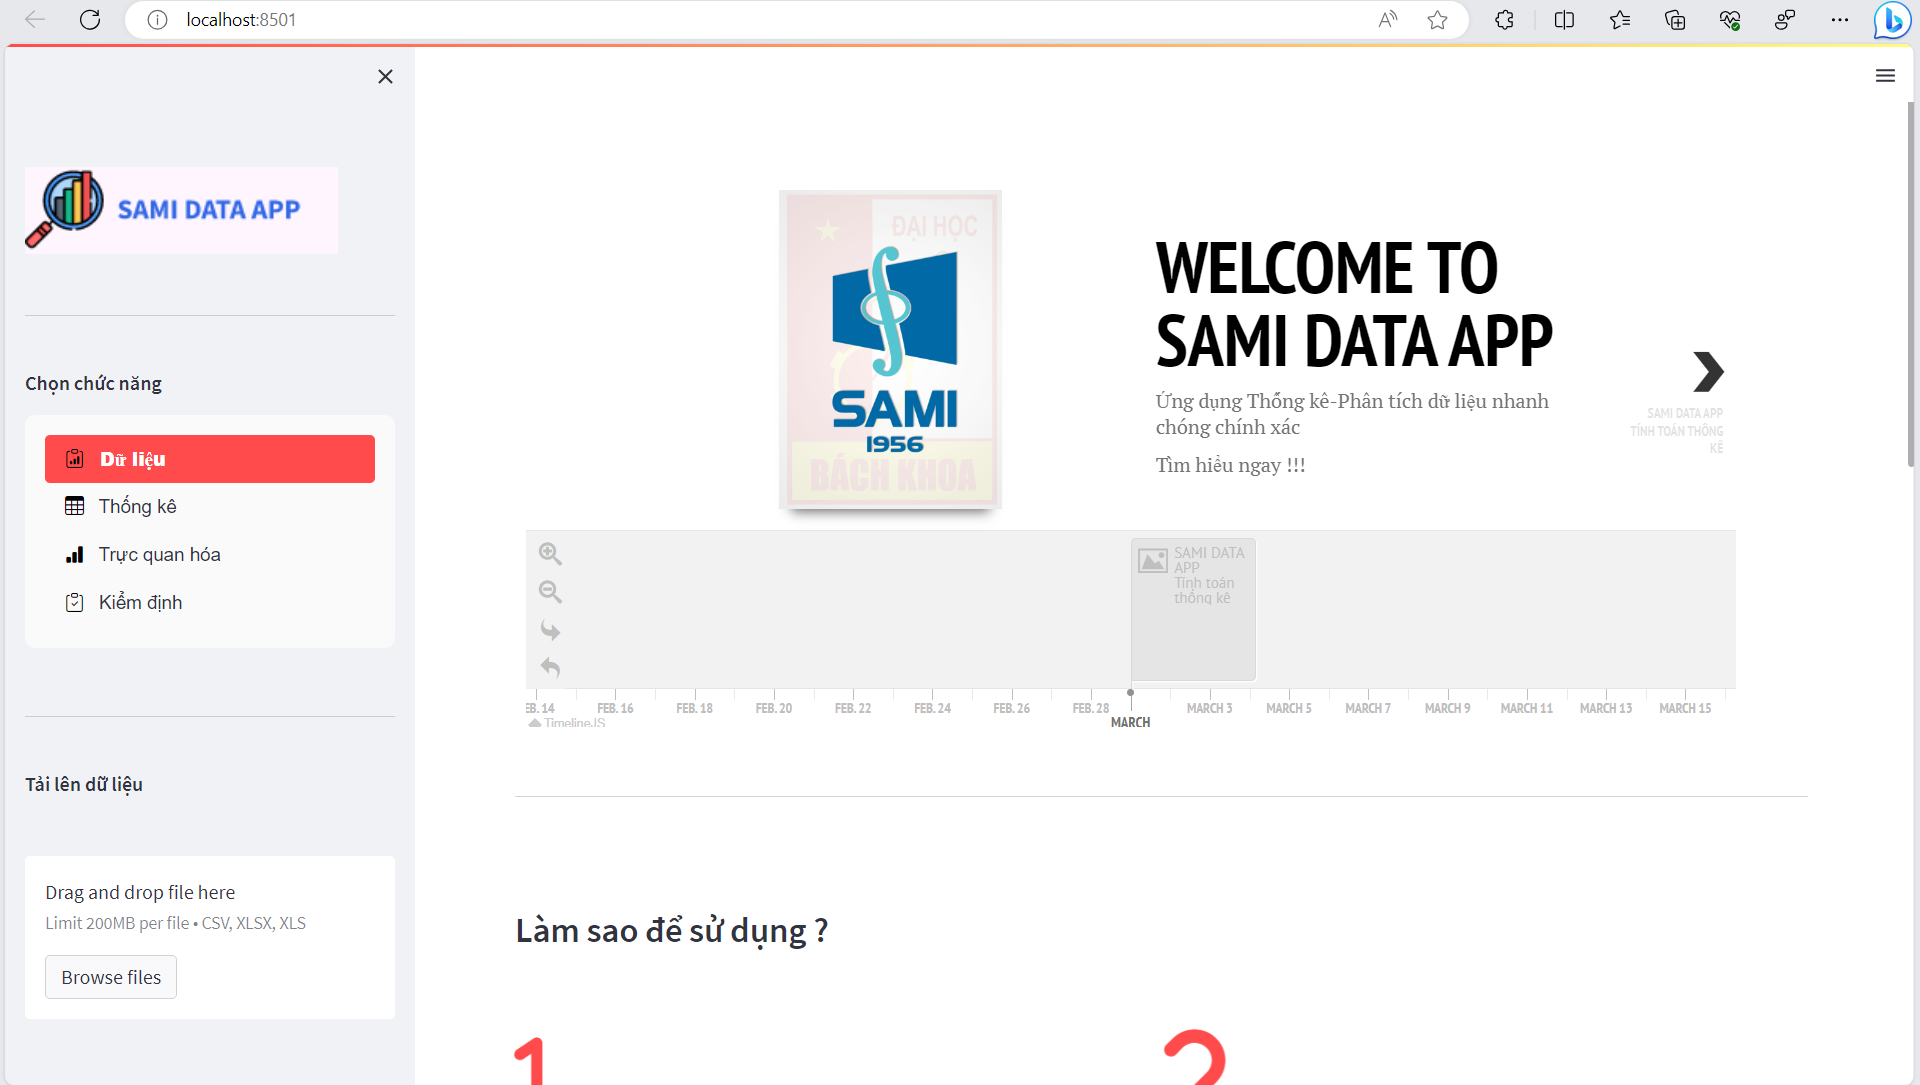 localhost:8501
SAMI DATA APP
Chọn chức năng
Dữ liệu
Thống kê
Trực quan hóa
Kiểm định
Tải lên dữ liệu
Drag and drop file here
Limit 200MB per file • CSV, XLSX, XLS
Browse files
ĐẠI HỌC
SAMI
1956
BÁCH KHOA
WELCOME TO
SAMI DATA APP
Ứng dụng Thống kê-Phân tích dữ liệu nhanh
chóng chính xác
Tìm hiểu ngay !!!
SAMI DATA APP
TÍNH TOÁN THỐNG
KÊ
SAMI DATA
APP
Tính toán
thống kê
EB. 14 FEB. 16 FEB. 18 FEB. 20 FEB. 22 FEB. 24 FEB. 26 FEB. 28 MARCH 3 MARCH 5 MARCH 7 MARCH 9 MARCH 11 MARCH 13 MARCH 15
MARCH
TimelineJS
Làm sao để sử dụng ?
1 2